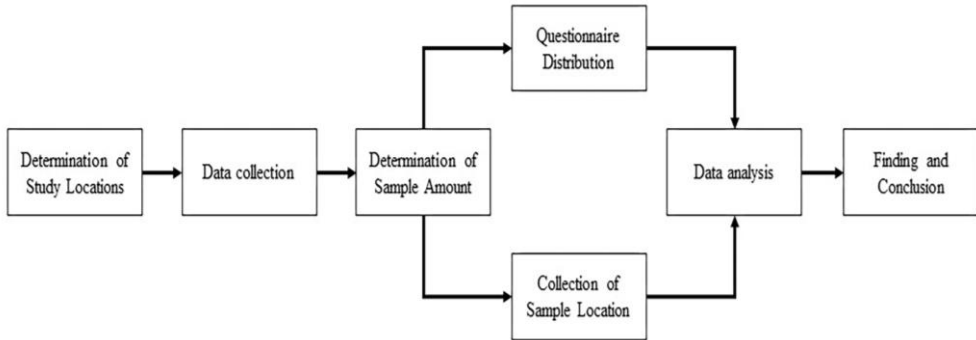 Questionnaire
Distribution
Determination of
Study Locations
Data collection
Determination of
Sample Amount
Data analysis
Finding and
Conclusion
Collection of
Sample Location